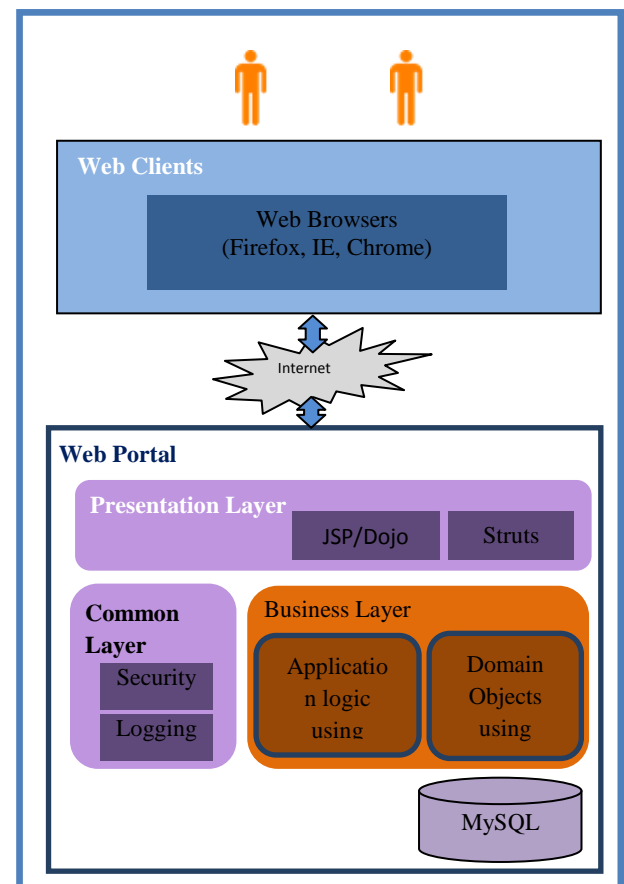 Web Clients
Web Browsers
(Firefox, IE, Chrome)
Internet
Web Portal
Presentation Layer
JSP/Dojo
Struts
Common
Layer
Security
Logging
Business Layer
Applicatio
n logic
using
Domain
Objects
using
MySQL